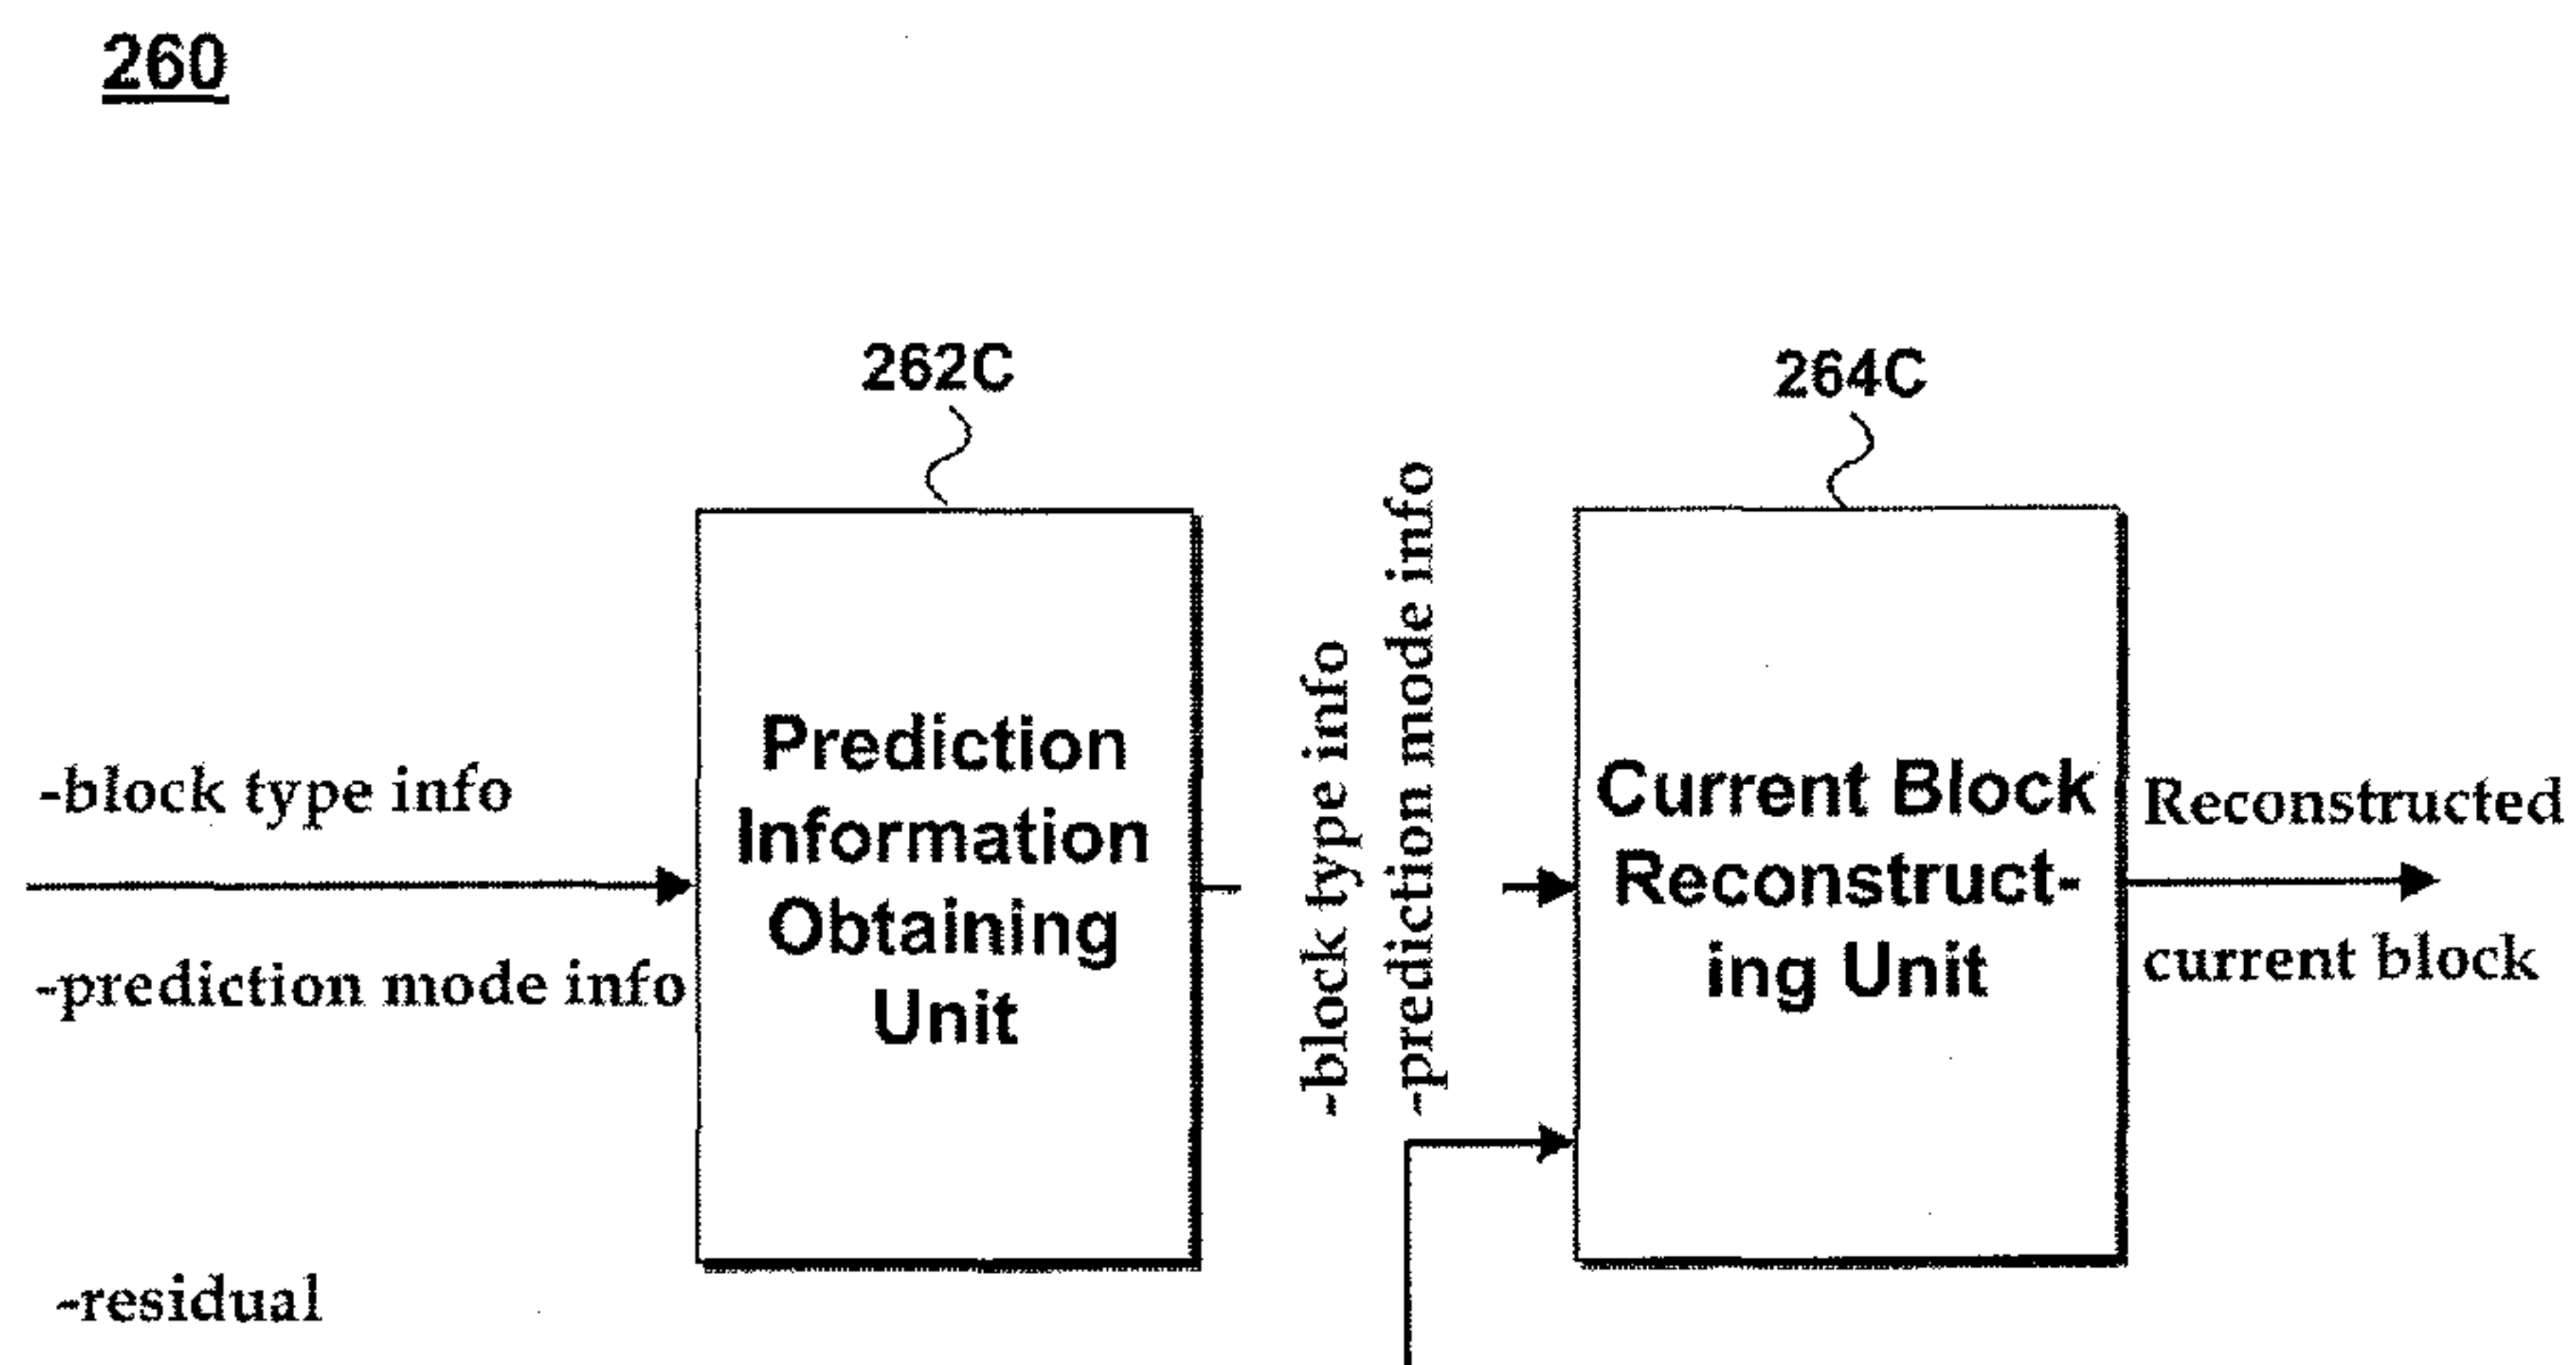 260
262C
264C
-block type info
-prediction mode info
-residual
Prediction
Information
Obtaining
Unit
-block type info
-prediction mode info
Current Block
Reconstruct-
ing Unit
Reconstructed
current block